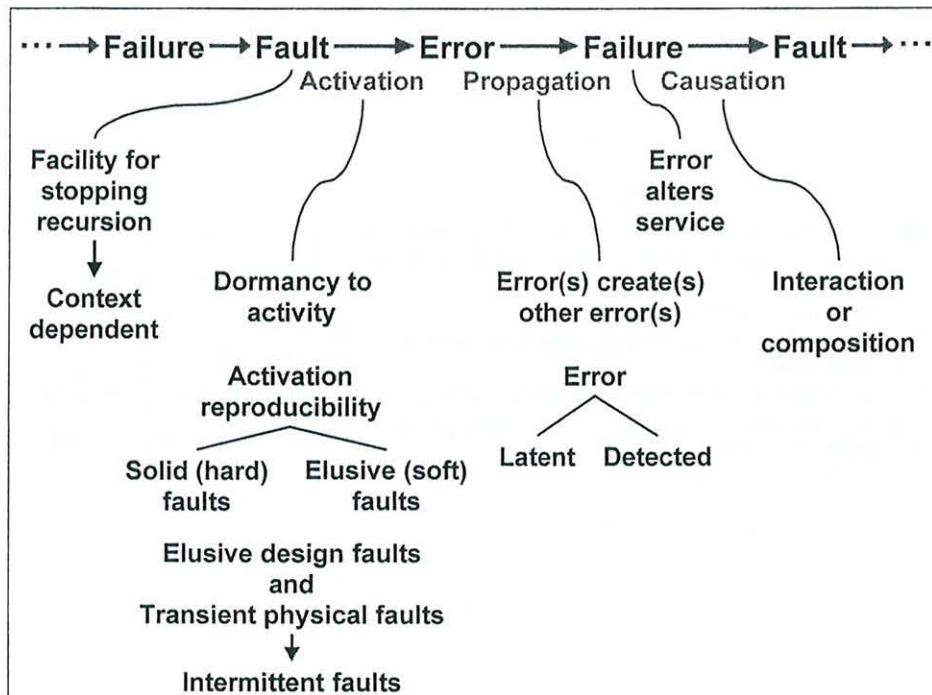 ... Failure Fault Error Failure Fault ...
Activation Propagation Causation
Facility for
stopping
recursion
Context
dependent
Dormancy to
activity
Activation
reproducibility
Solid (hard)
faults
Elusive (soft)
faults
Elusive design faults
and
Transient physical faults
Intermittent faults
Error(s) create(s)
other error(s)
Error
Latent Detected
Error
alters
service
Interaction
or
composition